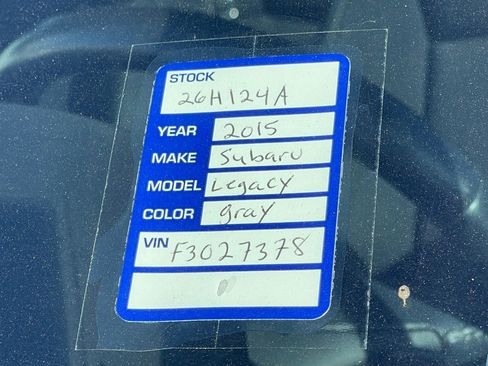 STOCK
26H124A
YEAR 2015
MAKE Subaru
MODEL Legacy
COLOR gray
VIN F3027378